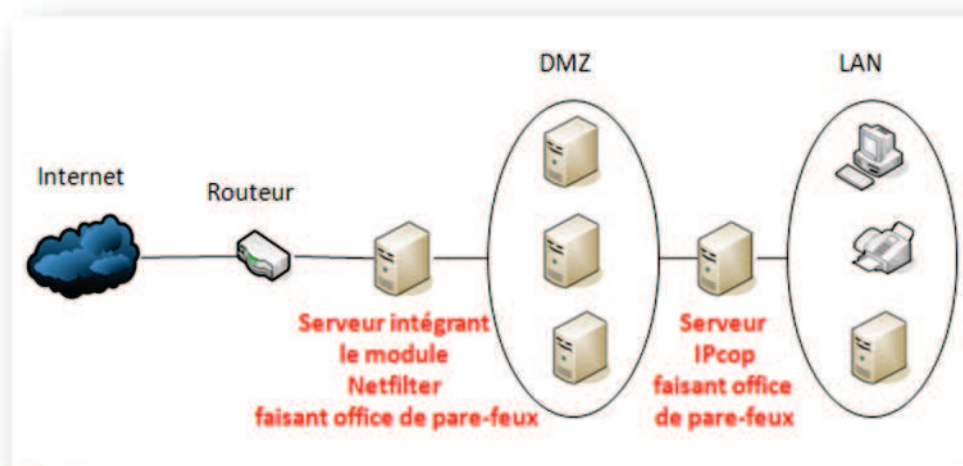 DMZ
LAN
Internet
Routeur
Serveur intégrant
le module
Netfilter
faisant office de pare-feux
Serveur
IPcop
faisant office
de pare-feux